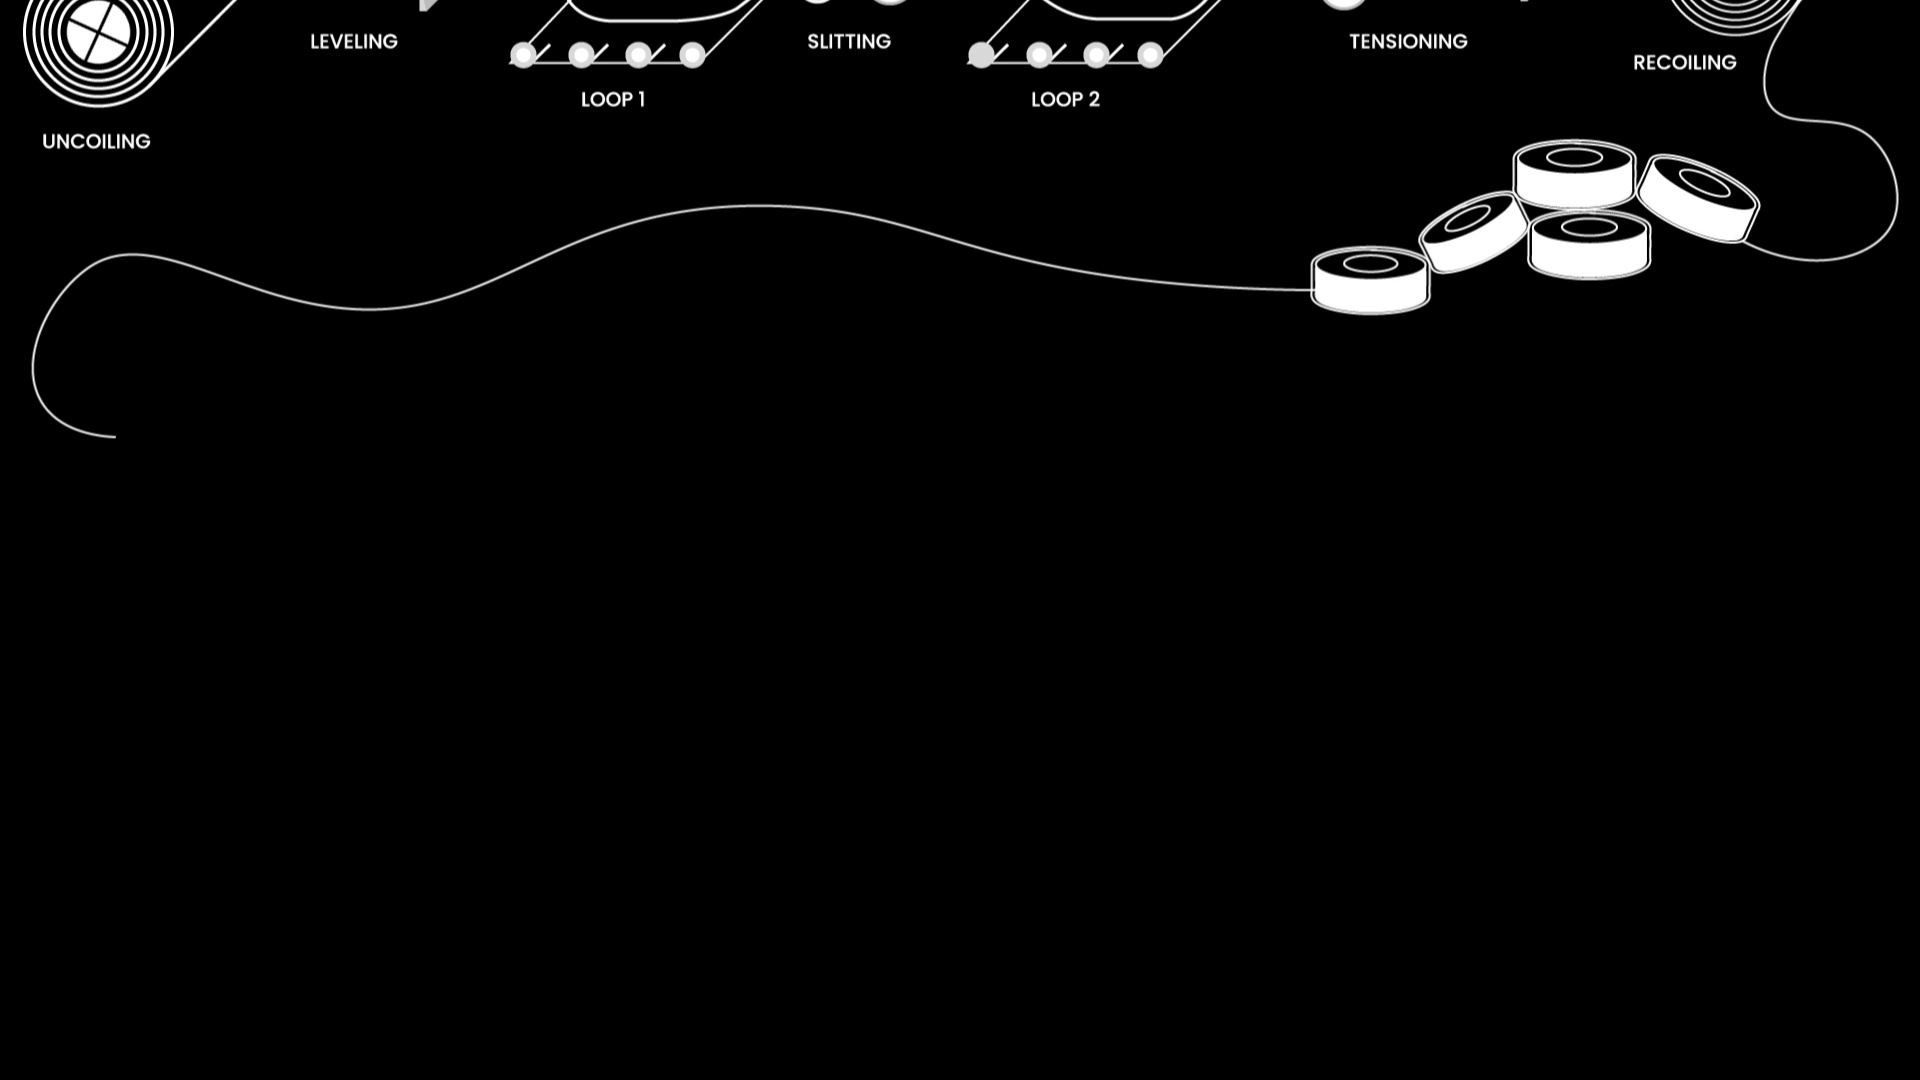 UNCOILING
LEVELING
LOOP 1
SLITTING
LOOP 2
TENSIONING
RECOILING